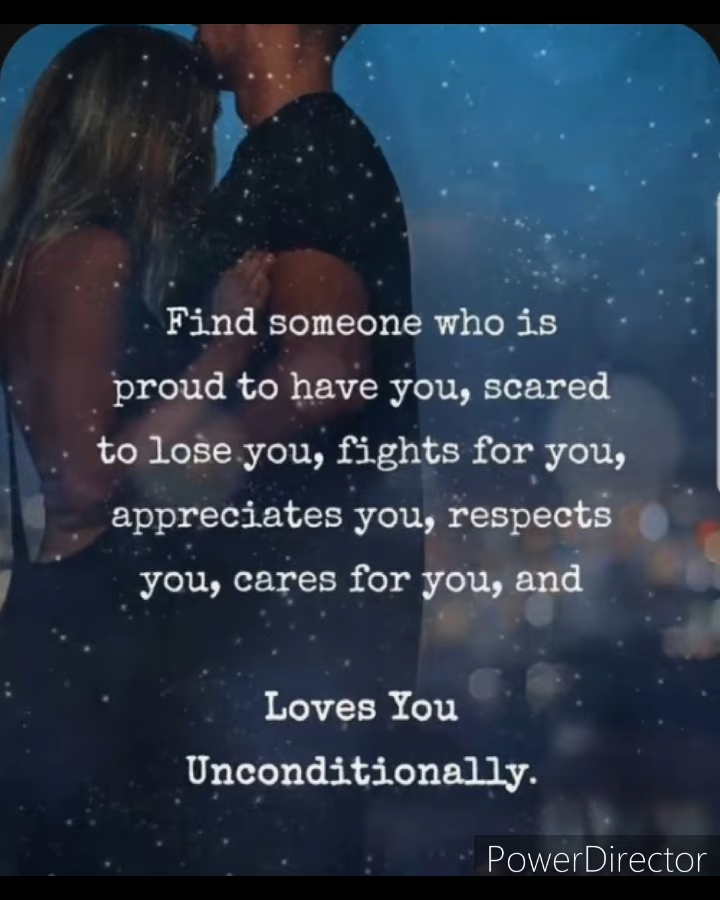 Find someone who is
proud to have you, scared
to lose you, fights for you,
appreciates you, respects
you, cares for you, and
Loves You
Unconditionally.
PowerDirector